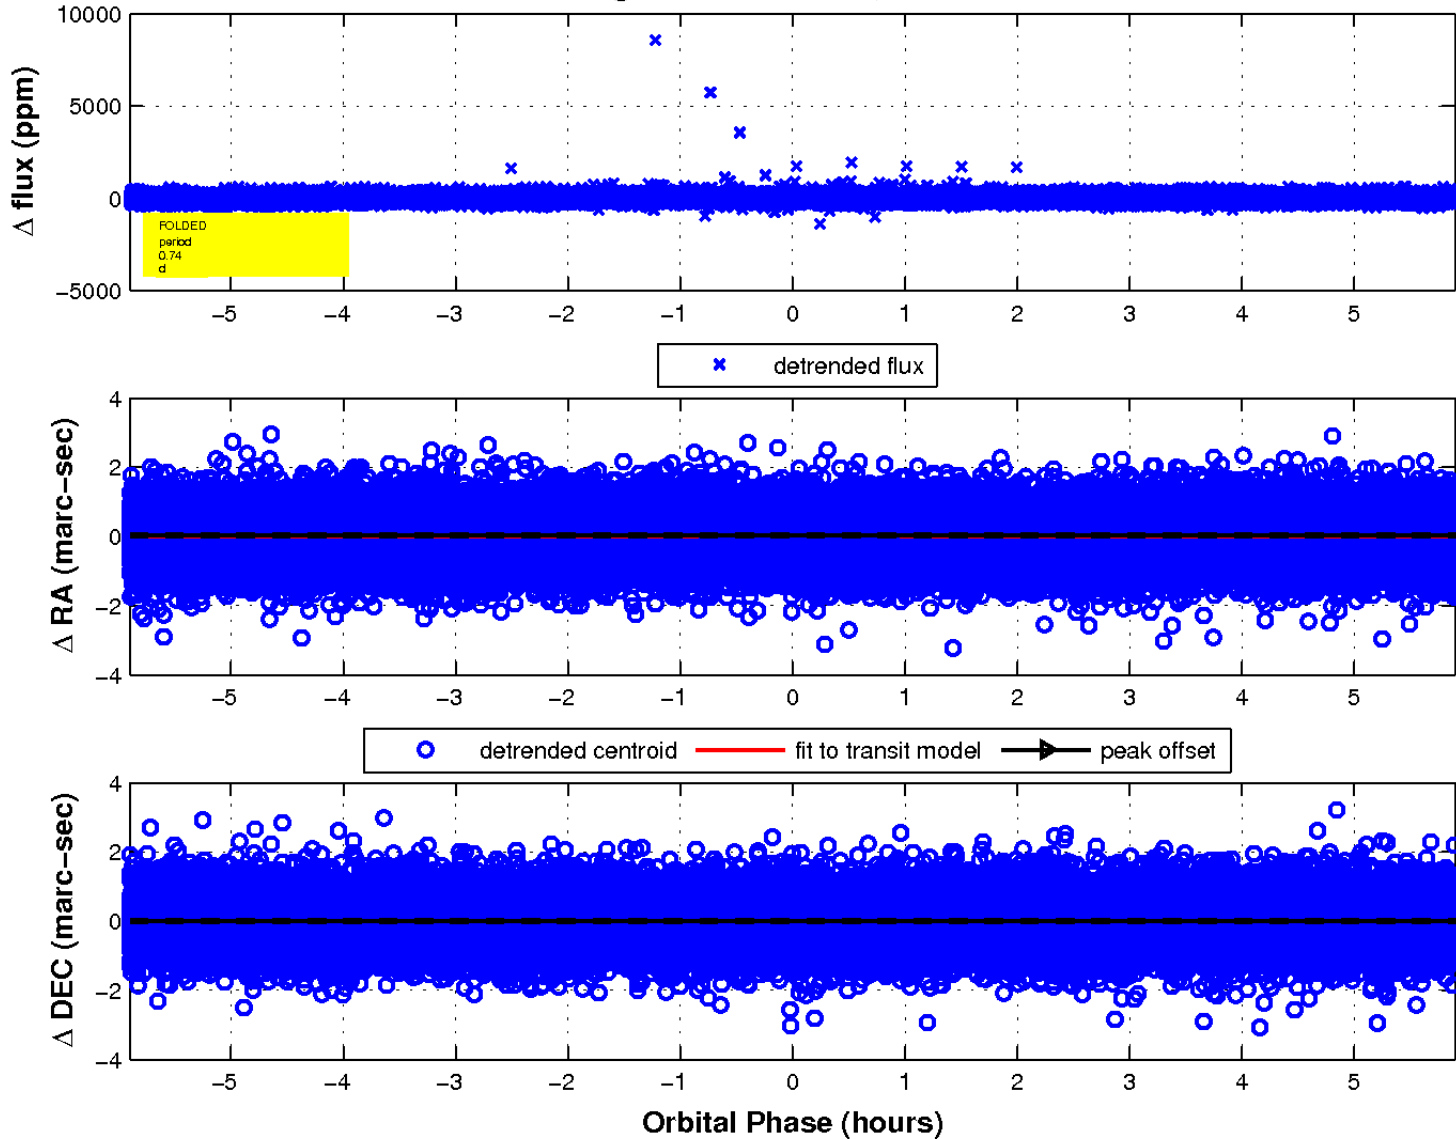 10000
5000
0
−5000
Δ flux (ppm)
FOLDED
period
0.74
d
−5 −4 −3 −2 −1 0 1 2 3 4 5
detrended flux
4
2
0
−2
−4
Δ RA (marc−sec)
−5 −4 −3 −2 −1 0 1 2 3 4 5
detrended centroid fit to transit model peak offset
4
2
0
−2
−4
Δ DEC (marc−sec)
−5 −4 −3 −2 −1 0 1 2 3 4 5
Orbital Phase (hours)